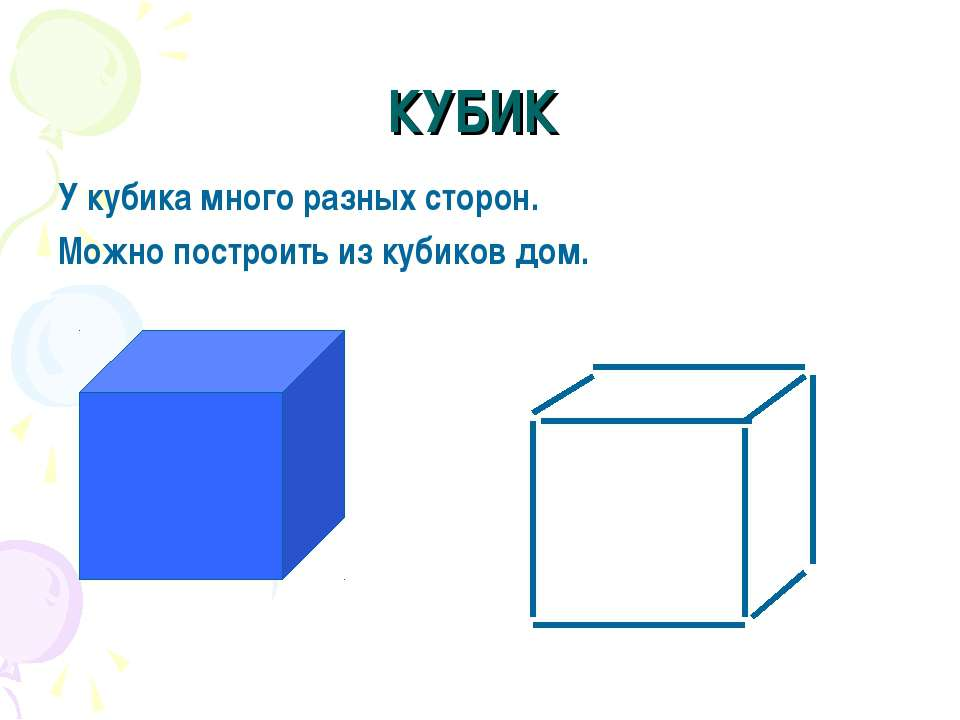 КУБИК
У кубика много разных сторон.
Можно построить из кубиков дом.